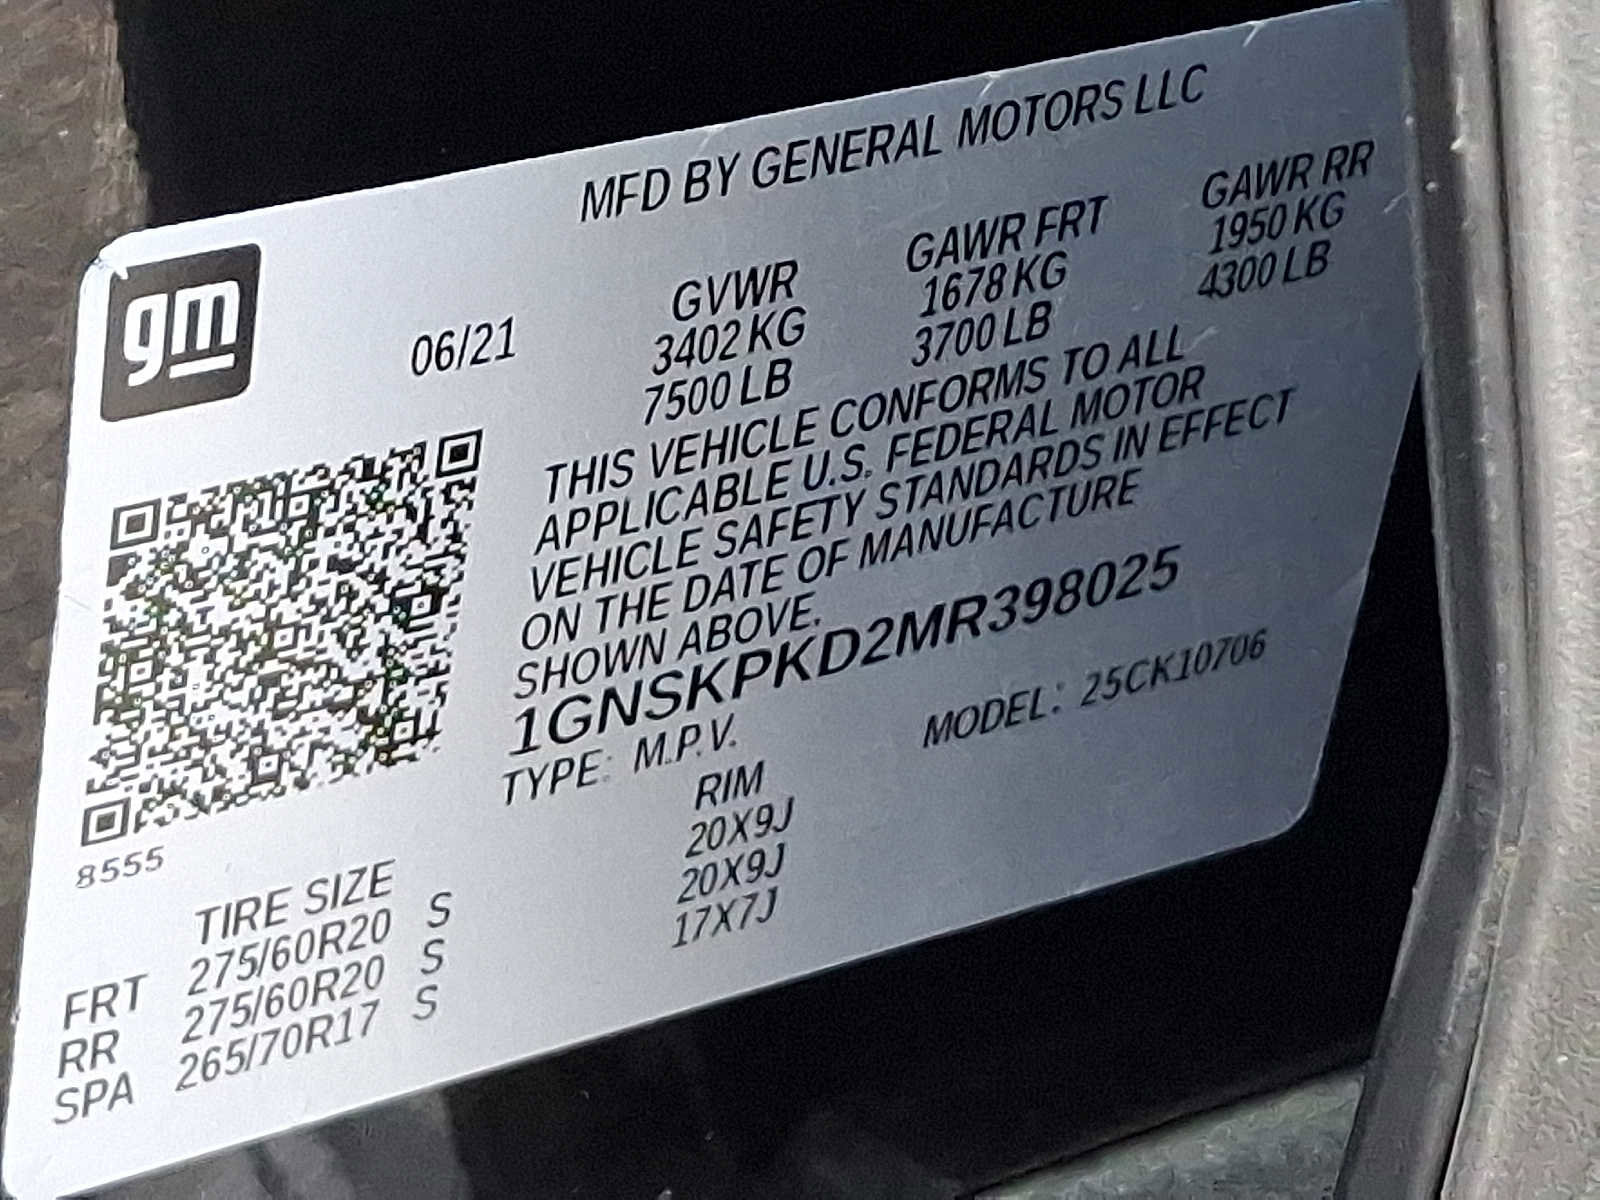 MFD BY GENERAL MOTORS LLC
gm
06/21
GVWR
3402 KG
7500 LB
GAWR FRT
1678 KG
3700 LB
GAWR RR
1950 KG
4300 LB
THIS VEHICLE CONFORMS TO ALL
APPLICABLE U.S. FEDERAL MOTOR
VEHICLE SAFETY STANDARDS IN EFFECT
ON THE DATE OF MANUFACTURE
SHOWN ABOVE.
1GNSKPKD2MR398025
TYPE: M.P.V.
MODEL: 25CK10706
8555
TIRE SIZE RIM
FRT 275/60R20 S 20X9J
RR 275/60R20 S 20X9J
SPA 265/70R17 S 17X7J